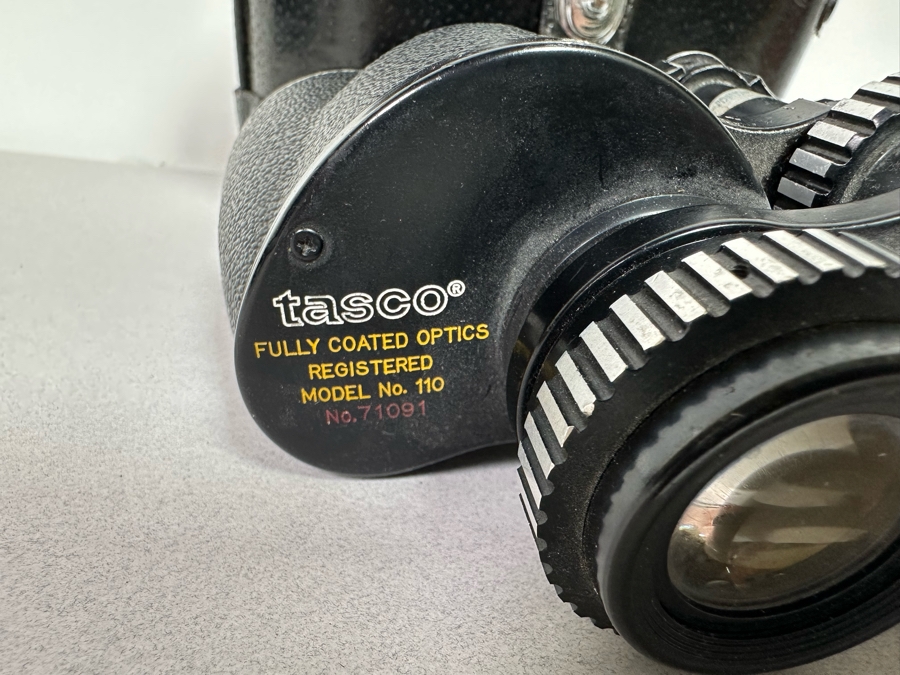 tasco®
FULLY COATED OPTICS
REGISTERED
MODEL No. 110
No.71091